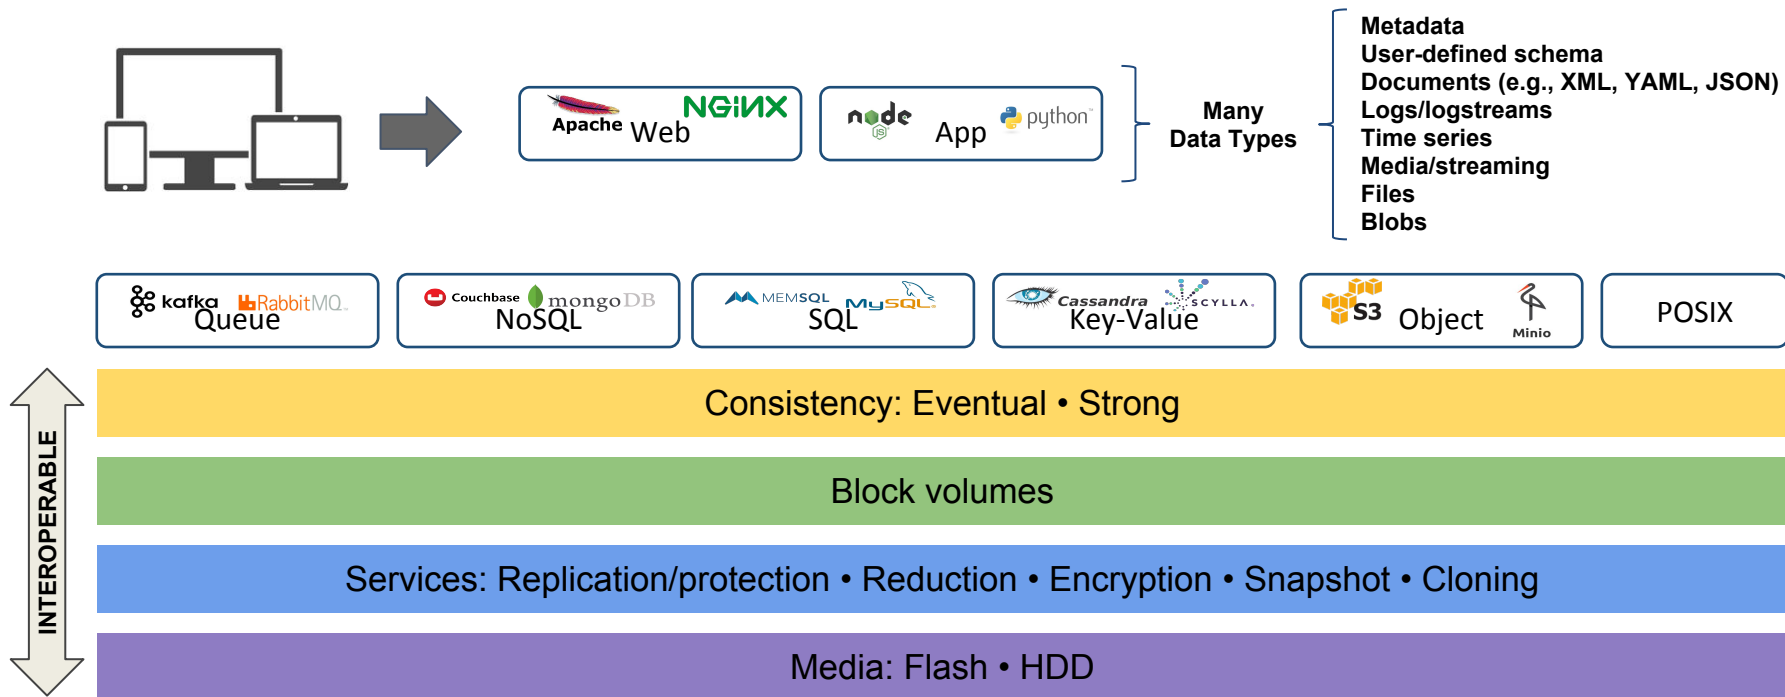 Apache
Web
NGINX
node
JS
App
python™
Many
Data Types
Metadata
User-defined schema
Documents (e.g., XML, YAML, JSON)
Logs/logstreams
Time series
Media/streaming
Files
Blobs
kafka
RabbitMQ
Queue
Couchbase
mongoDB
NoSQL
MEMSQL
MySQL
SQL
Cassandra
SCYLLA
Key-Value
S3
Object
Minio
POSIX
INTEROPERABLE
Consistency: Eventual • Strong
Block volumes
Services: Replication/protection • Reduction • Encryption • Snapshot • Cloning
Media: Flash • HDD